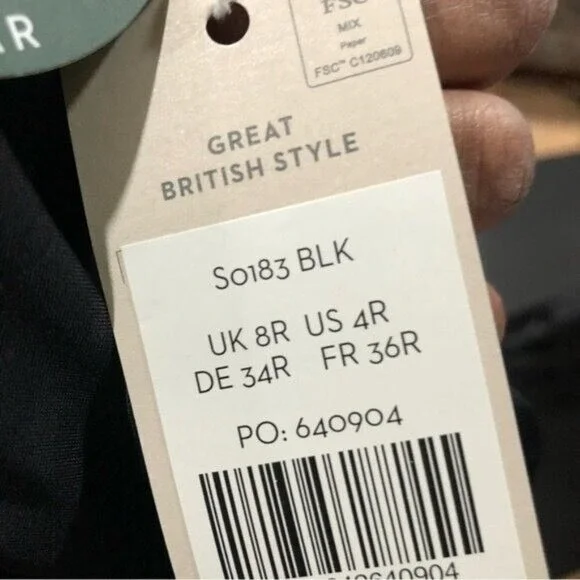 AR
FSC
MIX
Paper
FSC™ C120609
GREAT
BRITISH STYLE
S0183 BLK
UK 8R US 4R
DE 34R FR 36R
PO: 640904